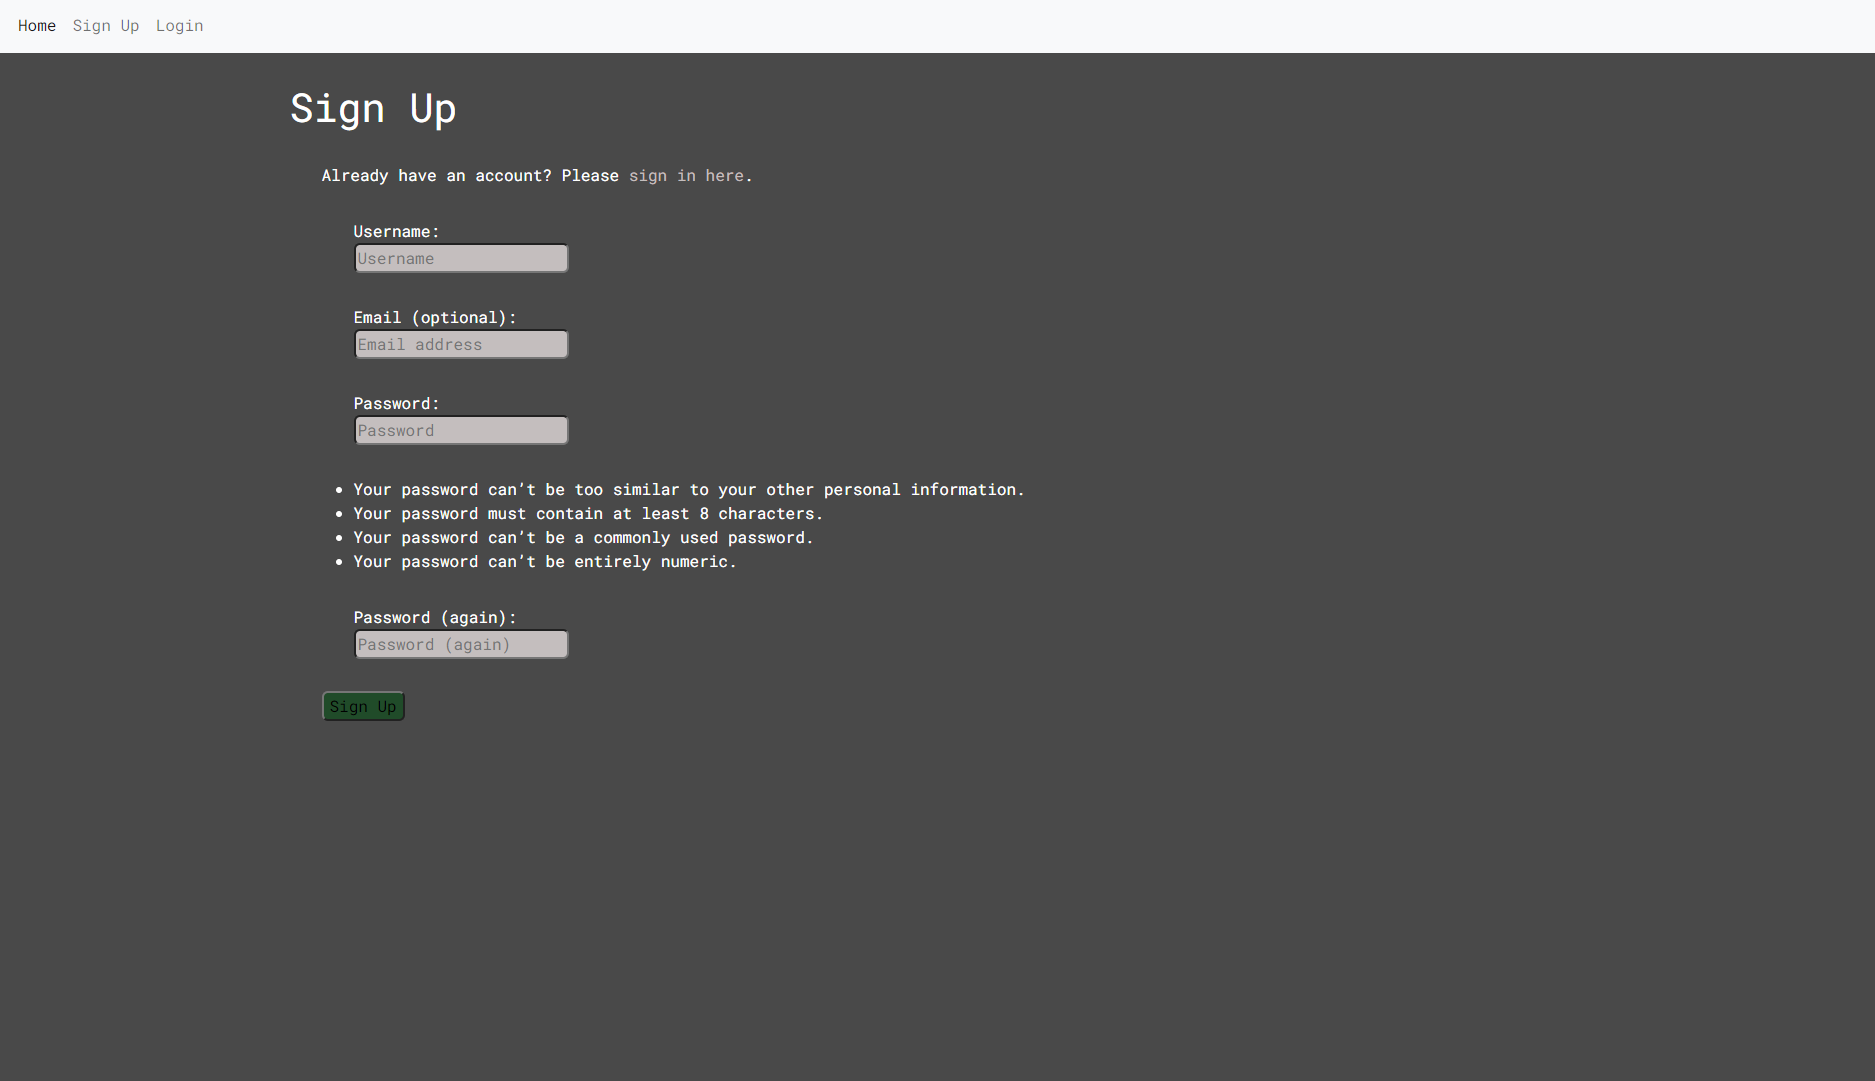 Home Sign Up Login
Sign Up
Already have an account? Please sign in here.
Username:
Username
Email (optional):
Email address
Password:
Password
• Your password can’t be too similar to your other personal information.
• Your password must contain at least 8 characters.
• Your password can’t be a commonly used password.
• Your password can’t be entirely numeric.
Password (again):
Password (again)
Sign Up